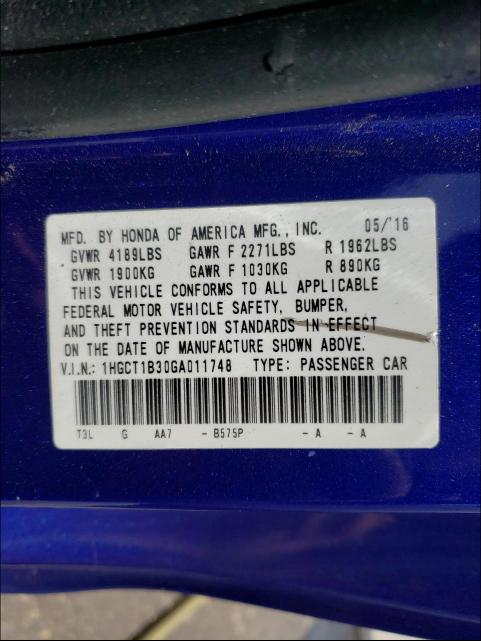 MFD. BY HONDA OF AMERICA MFG., INC. 05/'16
GVWR 4189LBS GAWR F 2271LBS R 1962LBS
GVWR 1900KG GAWR F 1030KG R 890KG
THIS VEHICLE CONFORMS TO ALL APPLICABLE
FEDERAL MOTOR VEHICLE SAFETY, BUMPER,
AND THEFT PREVENTION STANDARDS IN EFFECT
ON THE DATE OF MANUFACTURE SHOWN ABOVE.
V.I.N.: 1HGCT1B30GA011748 TYPE: PASSENGER CAR
T3L G AA7 - B575P - A - A